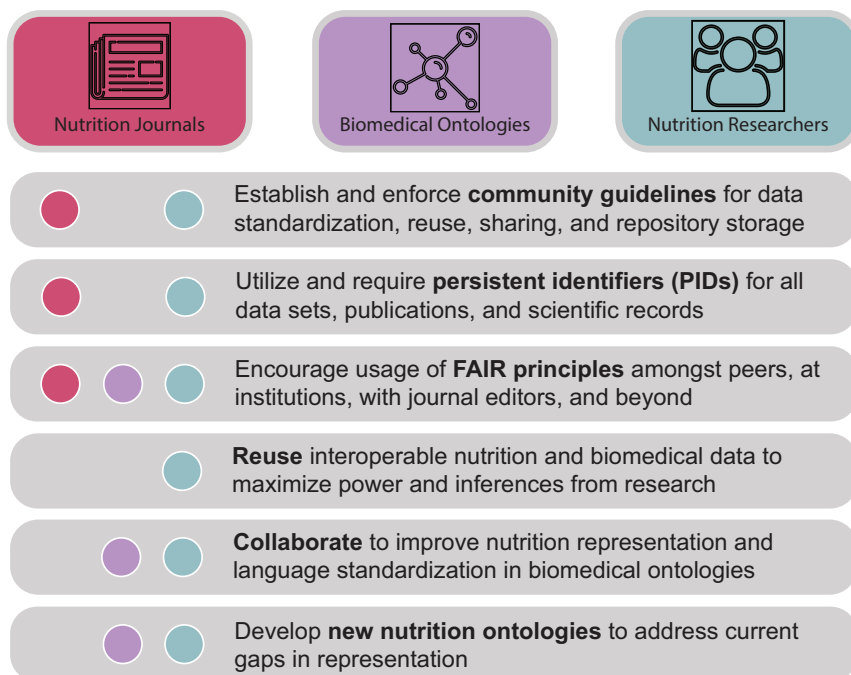 Nutrition Journals
Biomedical Ontologies
Nutrition Researchers
Establish and enforce community guidelines for data
standardization, reuse, sharing, and repository storage
Utilize and require persistent identifiers (PIDs) for all
data sets, publications, and scientific records
Encourage usage of FAIR principles amongst peers, at
institutions, with journal editors, and beyond
Reuse interoperable nutrition and biomedical data to
maximize power and inferences from research
Collaborate to improve nutrition representation and
language standardization in biomedical ontologies
Develop new nutrition ontologies to address current
gaps in representation